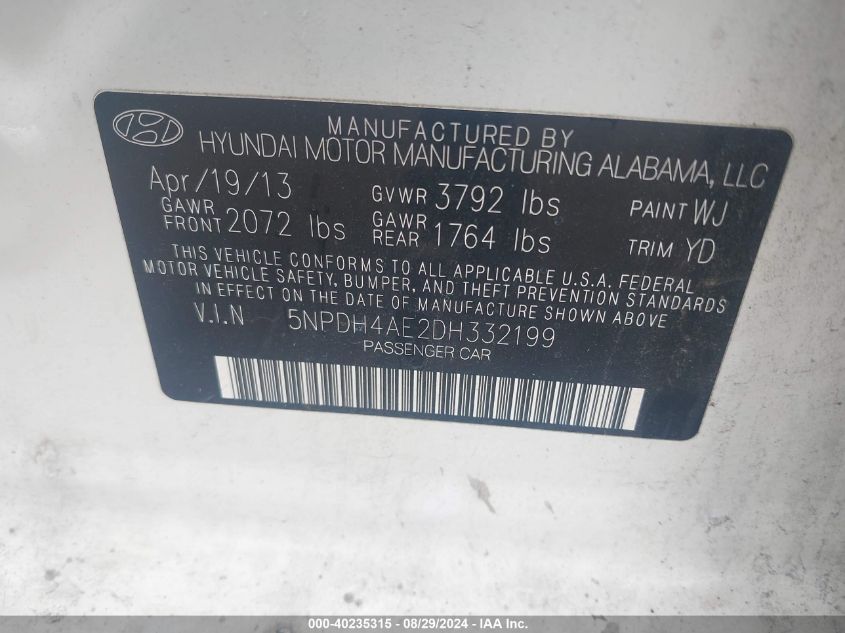 MANUFACTURED BY
HYUNDAI MOTOR MANUFACTURING ALABAMA, LLC
Apr/19/13 GVWR 3792 lbs PAINT WJ
GAWR FRONT 2072 lbs GAWR REAR 1764 lbs TRIM YD
THIS VEHICLE CONFORMS TO ALL APPLICABLE U.S.A. FEDERAL
MOTOR VEHICLE SAFETY, BUMPER, AND THEFT PREVENTION STANDARDS
IN EFFECT ON THE DATE OF MANUFACTURE SHOWN ABOVE
V.I.N 5NPDH4AE2DH332199
PASSENGER CAR
000-40235315 - 08/29/2024 - IAA Inc.